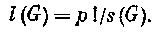 l (G) = p !/s (G).